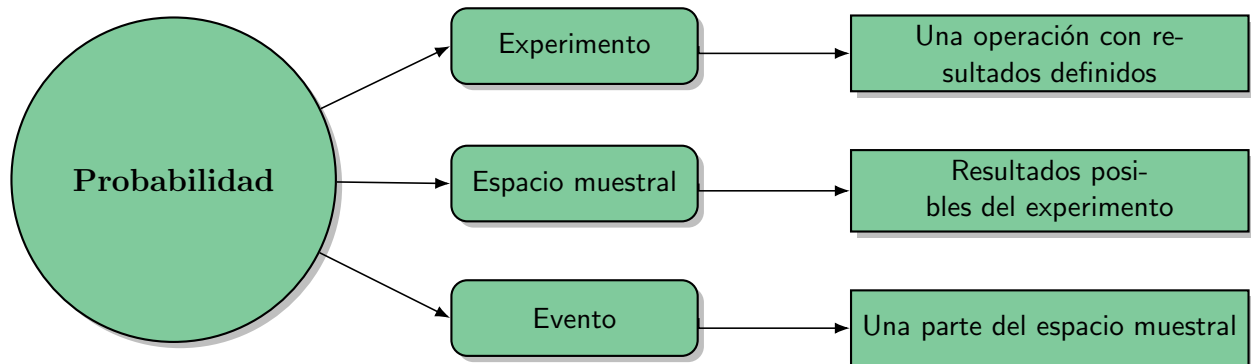 Probabilidad
Experimento
Una operación con re-
sultados definidos
Espacio muestral
Resultados posi-
bles del experimento
Evento
Una parte del espacio muestral